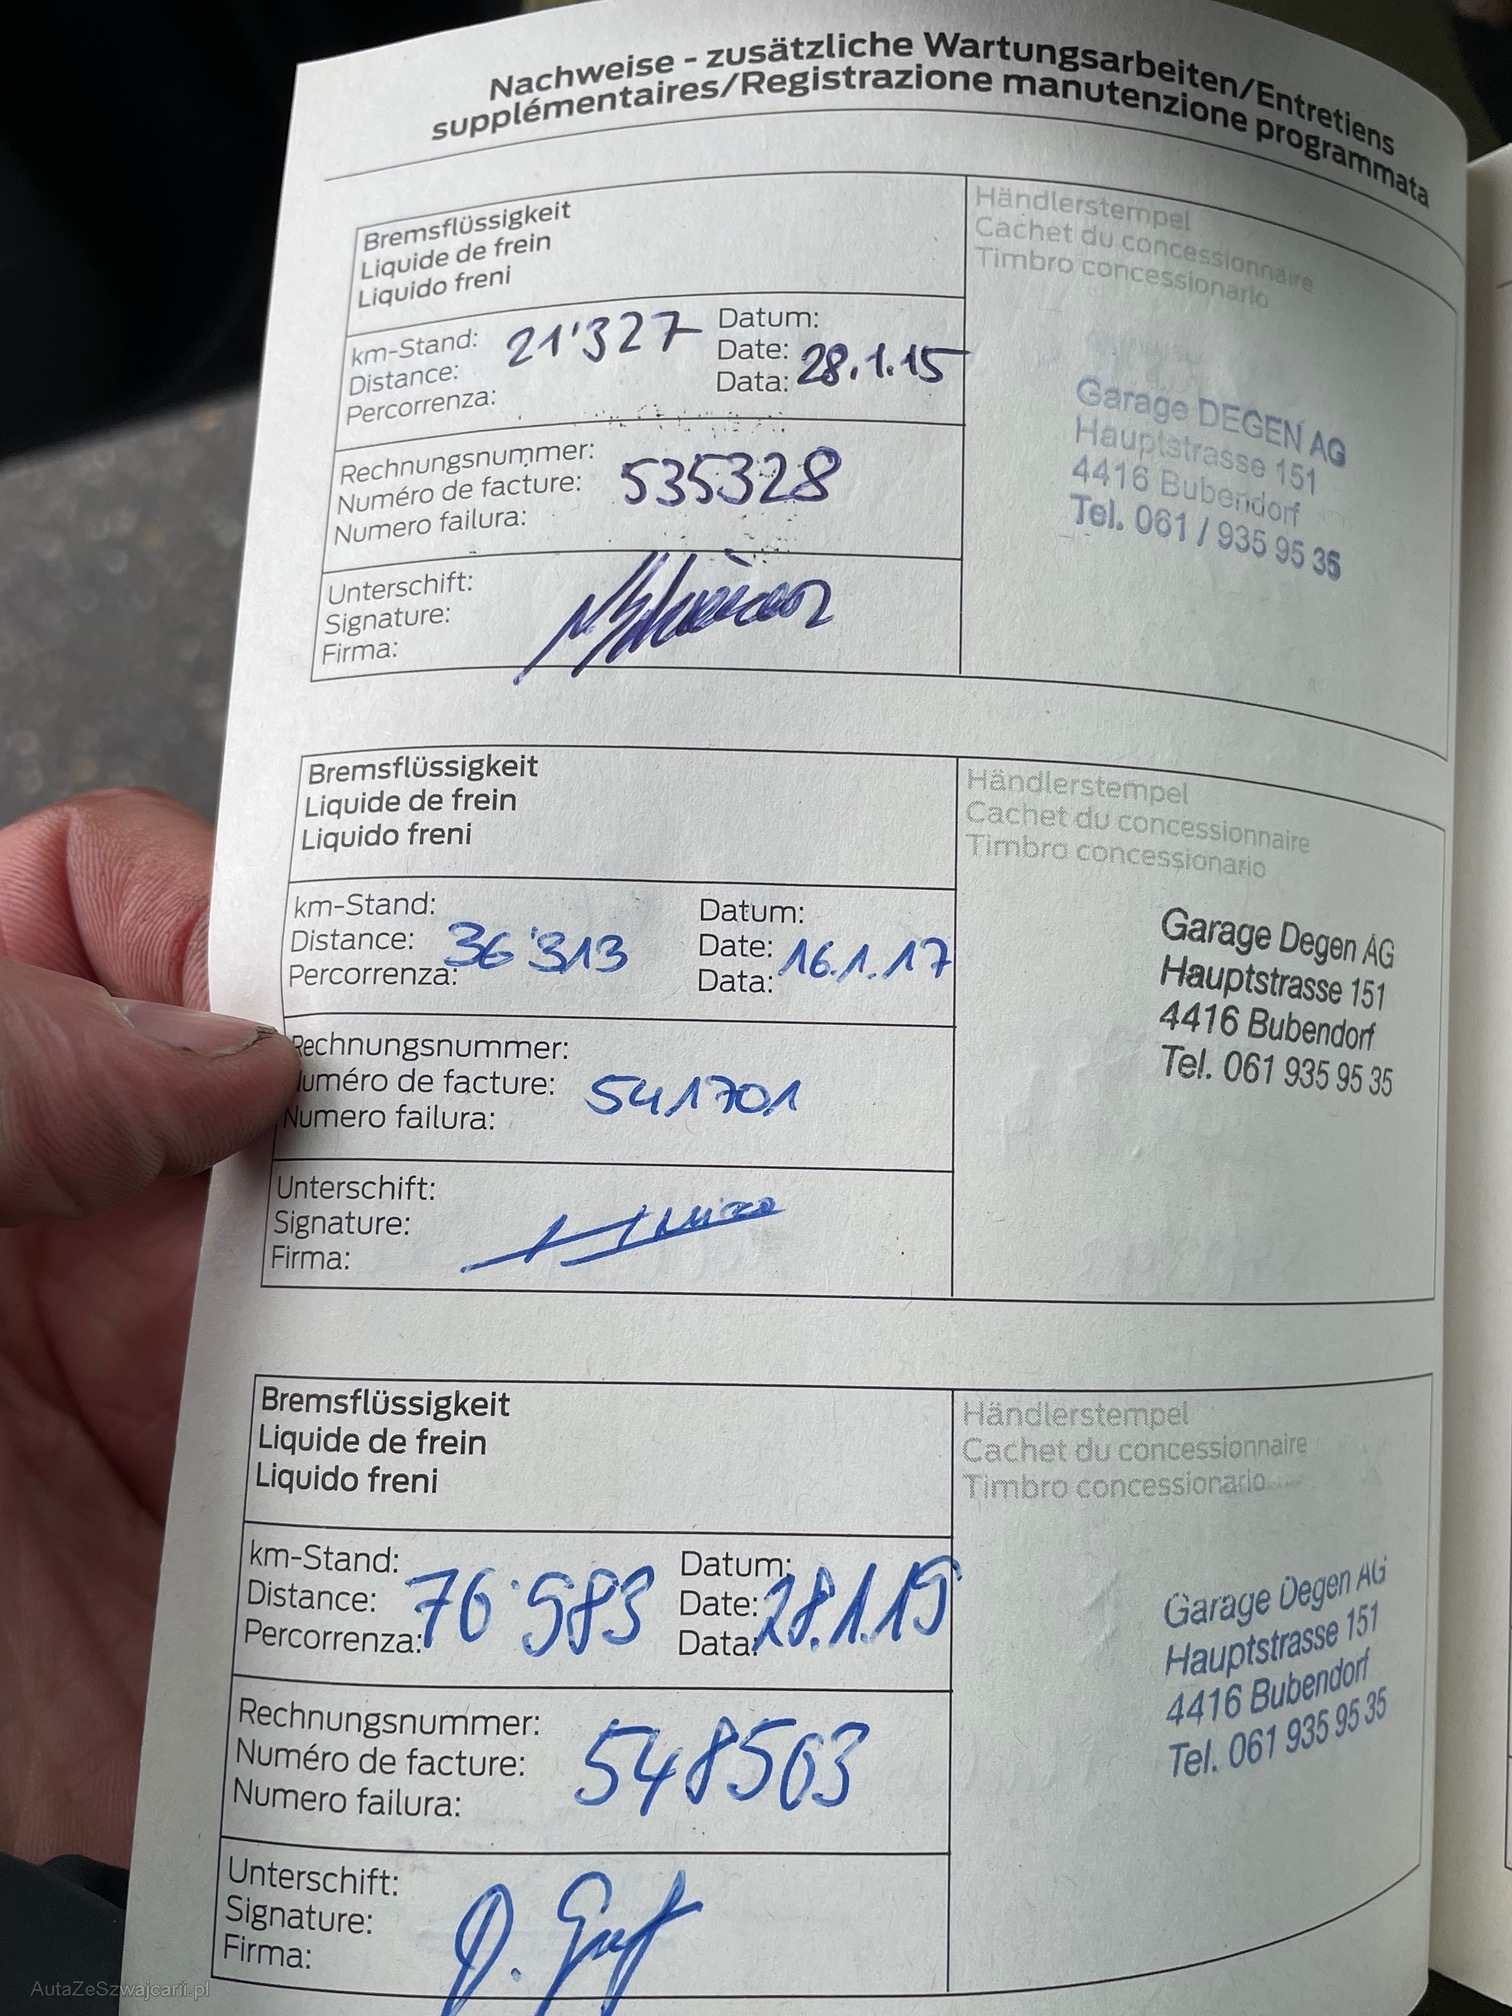 Nachweise - zusätzliche Wartungsarbeiten/Entretiens
supplémentaires/Registrazione manutenzione programmata
Bremsflüssigkeit
Liquide de frein
Liquido freni
Händlerstempel
Cachet du concessionnaire
Timbro concessionario
km-Stand:
Distance:
Percorrenza:
21'327
Datum:
Date:
Data:
28.1.15
Garage DEGEN AG
Hauptstrasse 151
4416 Bubendorf
Tel. 061 / 935 95 35
Rechnungsnummer:
Numéro de facture:
Numero failura:
535328
Unterschift:
Signature:
Firma:
Bremsflüssigkeit
Liquide de frein
Liquido freni
Händlerstempel
Cachet du concessionnaire
Timbro concessionario
km-Stand:
Distance:
Percorrenza:
36'313
Datum:
Date:
Data:
16.1.17
Garage Degen AG
Hauptstrasse 151
4416 Bubendorf
Tel. 061 935 95 35
Rechnungsnummer:
Numéro de facture:
Numero failura:
541701
Unterschift:
Signature:
Firma:
Bremsflüssigkeit
Liquide de frein
Liquido freni
Händlerstempel
Cachet du concessionnaire
Timbro concessionario
km-Stand:
Distance:
Percorrenza:
Datum:
Date:
Data:
28.1.19
Garage Degen AG
Hauptstrasse 151
4416 Bubendorf
Tel. 061 935 95 35
Rechnungsnummer:
Numéro de facture:
Numero failura:
548563
Unterschift:
Signature:
Firma:
AutaZeSzwajcarii.pl